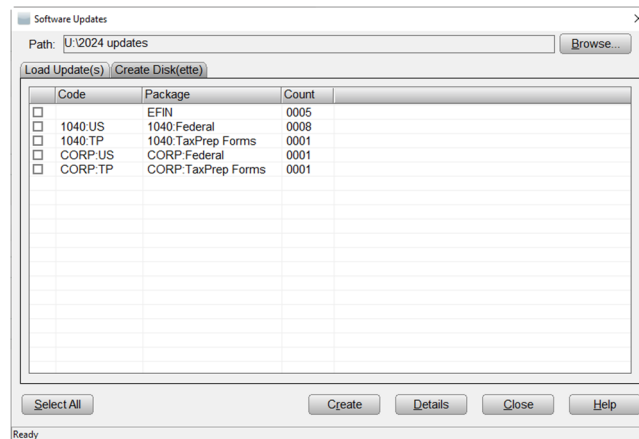 Software Updates
Path: U:\2024 updates Browse...
Load Update(s) Create Disk(ette)
Code Package Count
EFIN 0005
1040:US 1040:Federal 0008
1040:TP 1040:TaxPrep Forms 0001
CORP:US CORP:Federal 0001
CORP:TP CORP:TaxPrep Forms 0001
Select All Create Details Close Help
Ready